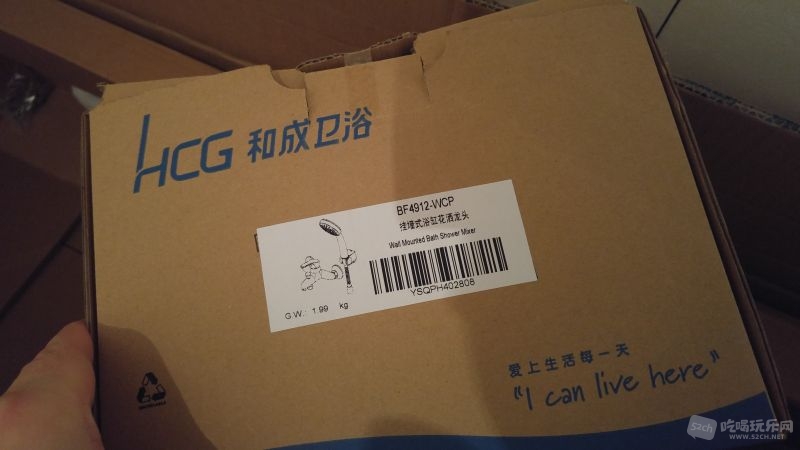 HCG 和成卫浴
BF4912-WCP
挂墙式浴缸花洒龙头
Wall Mounted Bath Shower Mixer
YSQPH402808
G.W.: 1.99 kg
爱上生活每一天
"I can live here"
52ch 吃喝玩乐网
WWW.52CH.NET